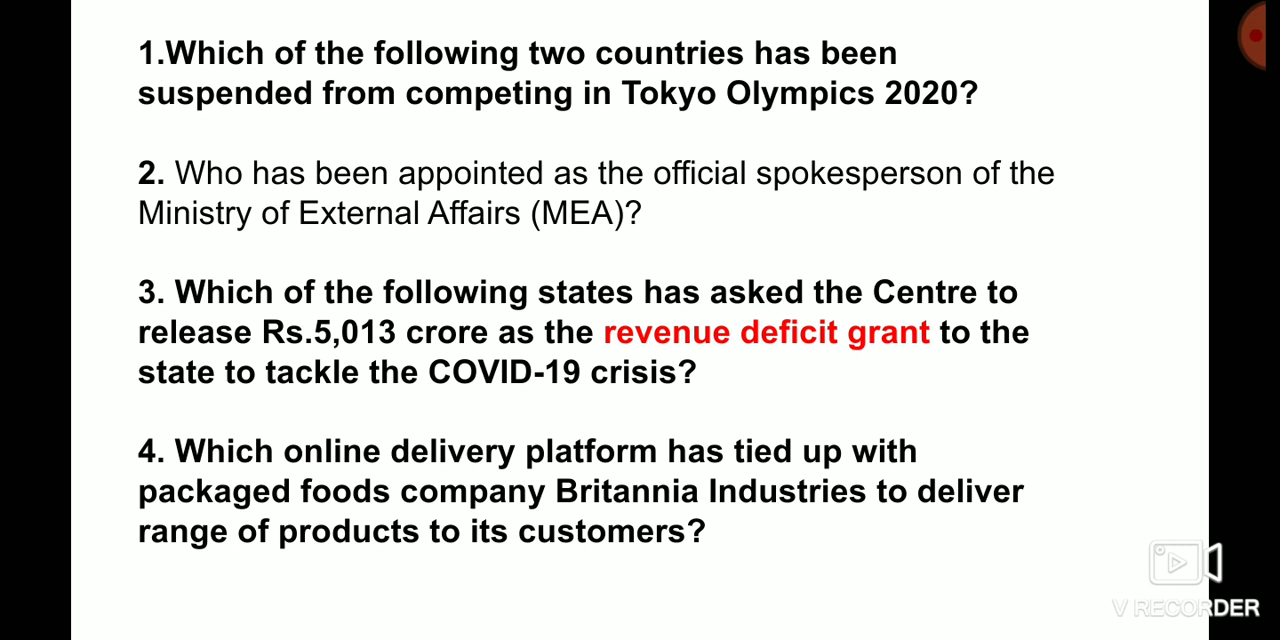 1.Which of the following two countries has been
suspended from competing in Tokyo Olympics 2020?
2. Who has been appointed as the official spokesperson of the
Ministry of External Affairs (MEA)?
3. Which of the following states has asked the Centre to
release Rs.5,013 crore as the revenue deficit grant to the
state to tackle the COVID-19 crisis?
4. Which online delivery platform has tied up with
packaged foods company Britannia Industries to deliver
range of products to its customers?
V RECORDER